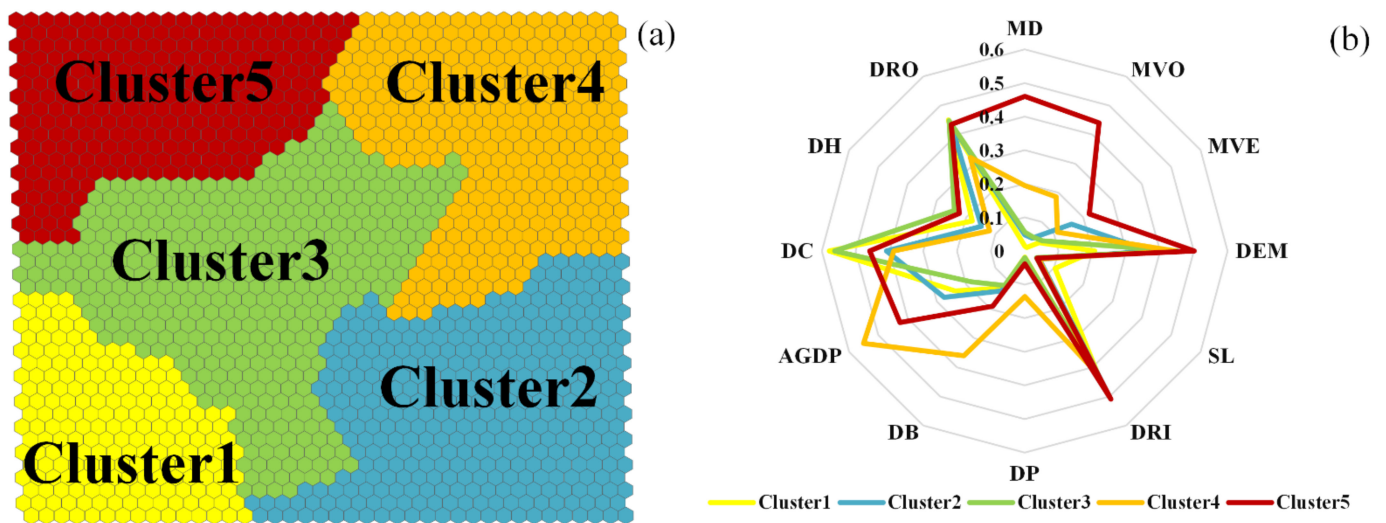 (a)
Cluster5
Cluster4
Cluster3
Cluster2
Cluster1
(b)
MD
MVO
MVE
DEM
SL
DRI
DP
DB
AGDP
DC
DH
DRO
0.6
0.5
0.4
0.3
0.2
0.1
0
Cluster1 Cluster2 Cluster3 Cluster4 Cluster5